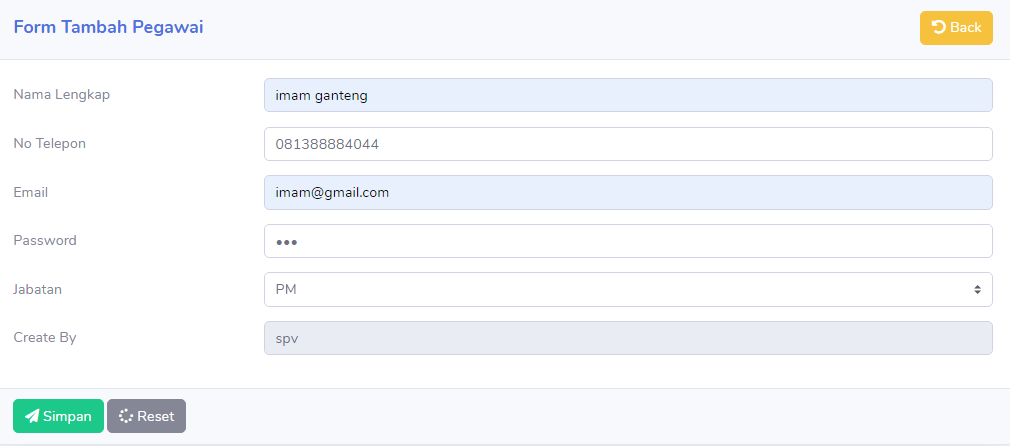 Form Tambah Pegawai
Back
Nama Lengkap
imam ganteng
No Telepon
081388884044
Email
imam@gmail.com
Password
•••
Jabatan
PM
Create By
spv
Simpan
Reset